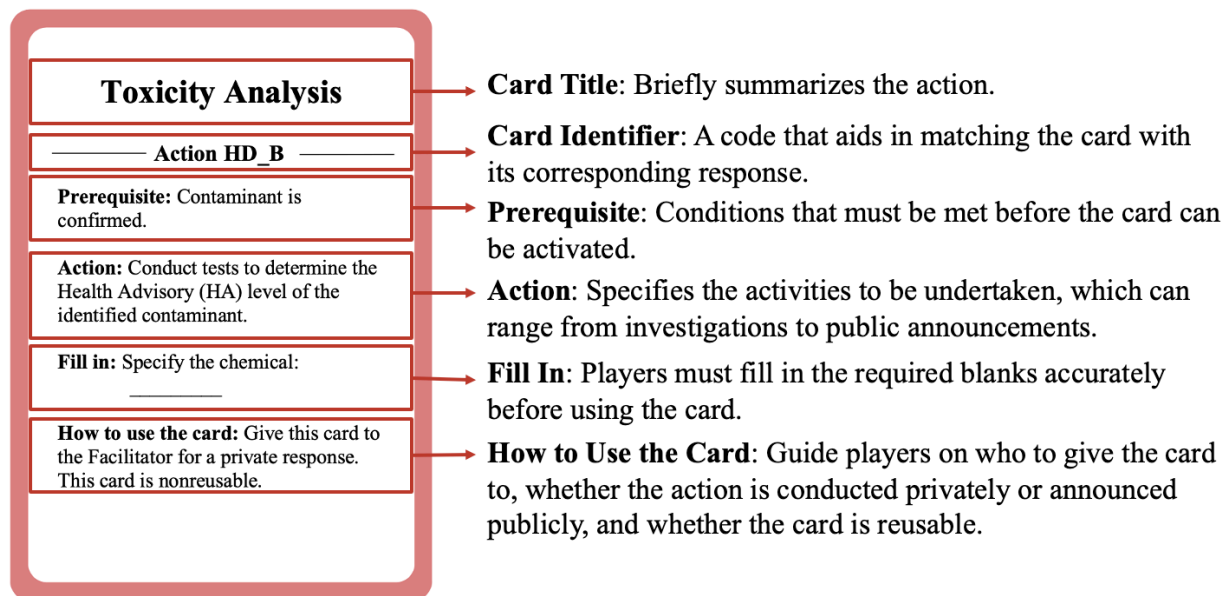 Toxicity Analysis
Action HD_B
Prerequisite: Contaminant is
confirmed.
Action: Conduct tests to determine the
Health Advisory (HA) level of the
identified contaminant.
Fill in: Specify the chemical:
_________
How to use the card: Give this card to
the Facilitator for a private response.
This card is nonreusable.
Card Title: Briefly summarizes the action.
Card Identifier: A code that aids in matching the card with
its corresponding response.
Prerequisite: Conditions that must be met before the card can
be activated.
Action: Specifies the activities to be undertaken, which can
range from investigations to public announcements.
Fill In: Players must fill in the required blanks accurately
before using the card.
How to Use the Card: Guide players on who to give the card
to, whether the action is conducted privately or announced
publicly, and whether the card is reusable.